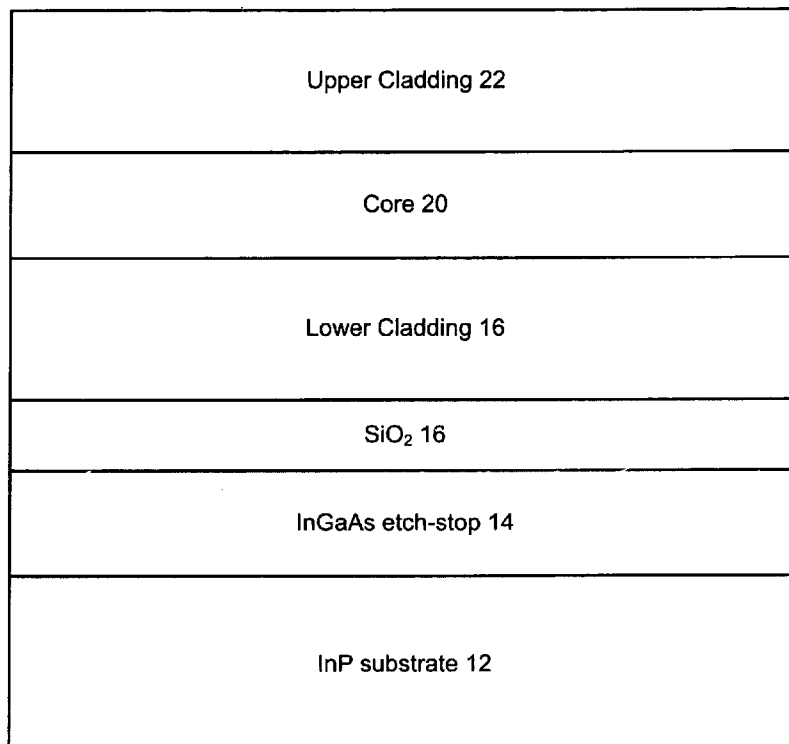 Upper Cladding 22
Core 20
Lower Cladding 16
SiO₂ 16
InGaAs etch-stop 14
InP substrate 12